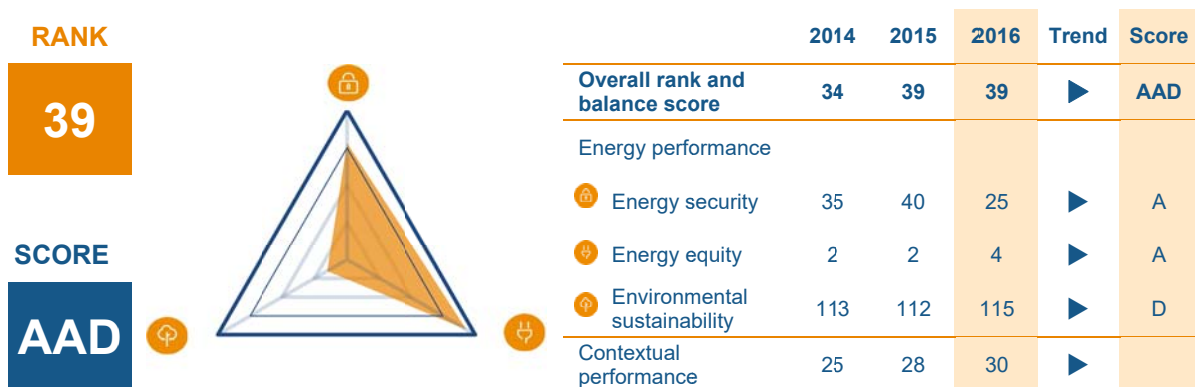 RANK
39
SCORE
AAD
2014 2015 2016 Trend Score
Overall rank and
balance score 34 39 39 AAD
Energy performance
Energy security 35 40 25 A
Energy equity 2 2 4 A
Environmental
sustainability 113 112 115 D
Contextual
performance 25 28 30